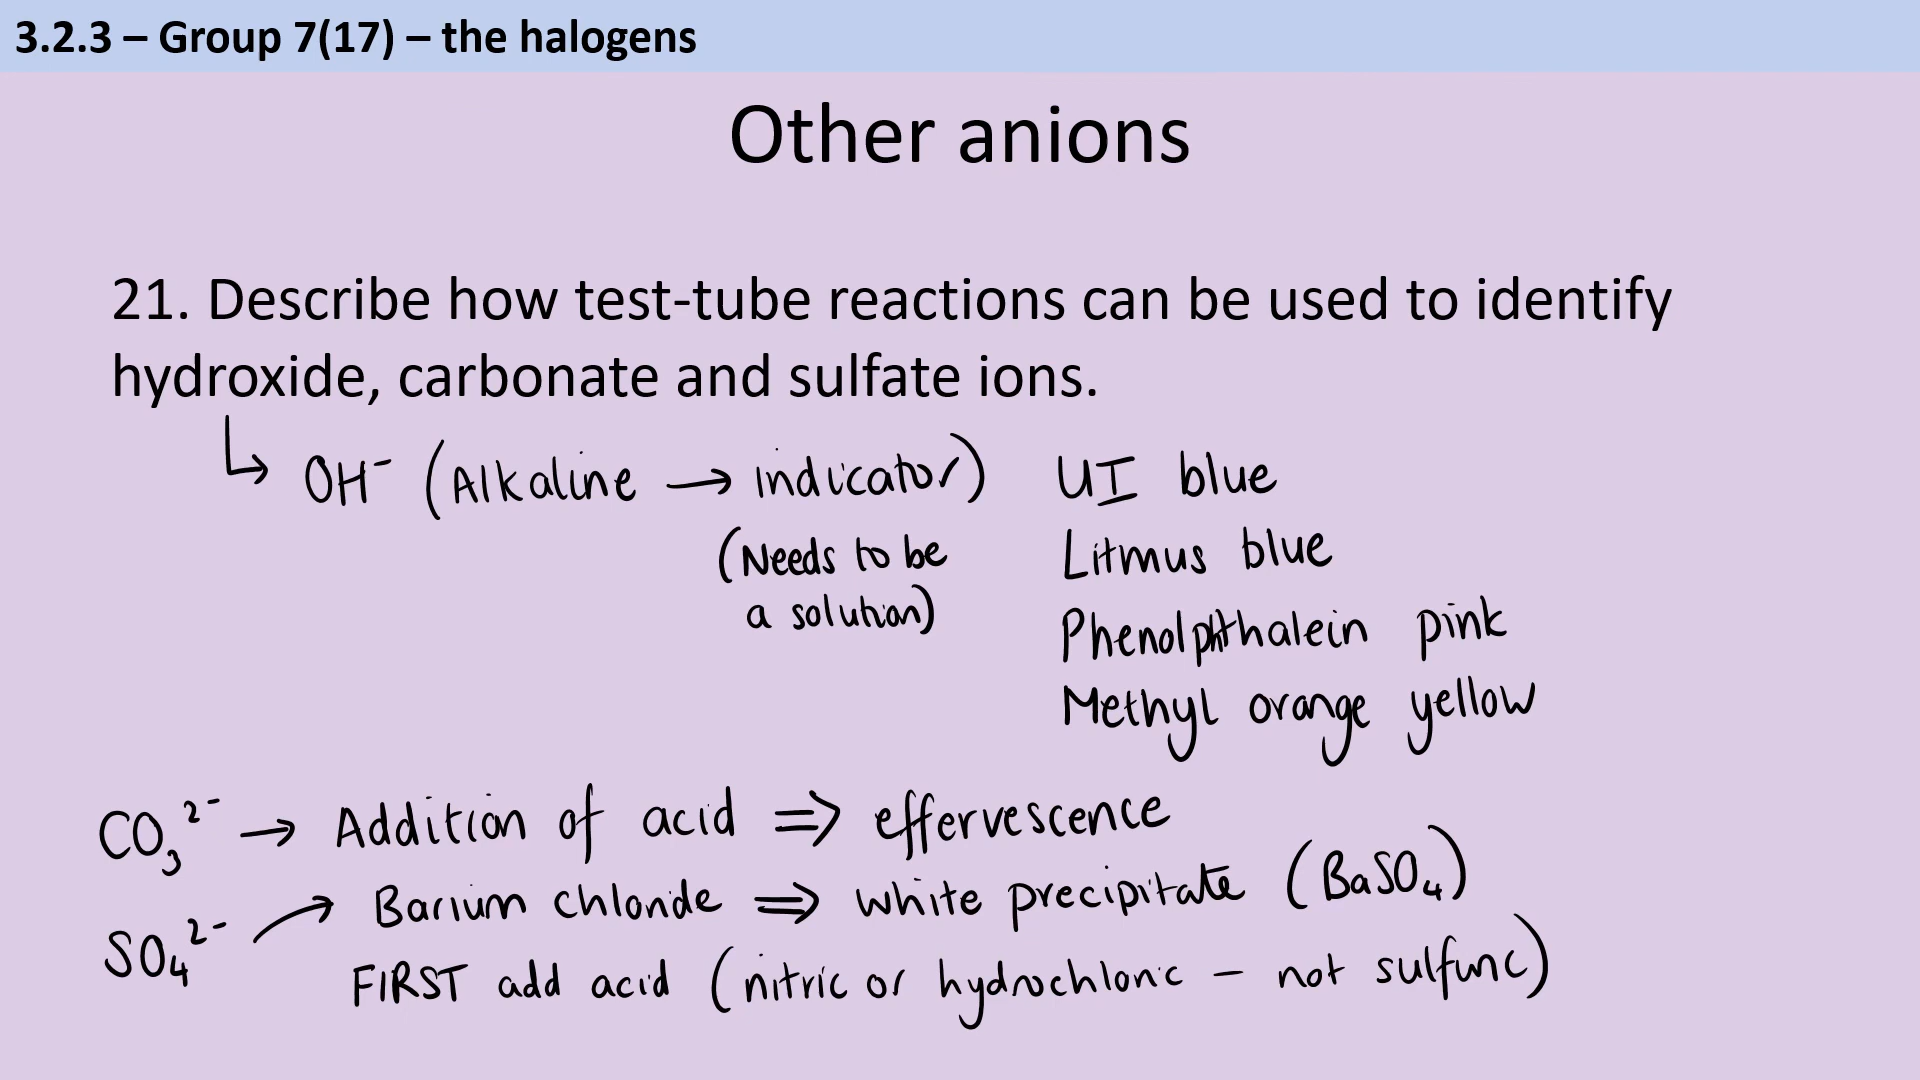 3.2.3 – Group 7(17) – the halogens
Other anions
21. Describe how test-tube reactions can be used to identify
hydroxide, carbonate and sulfate ions.
↳ OH⁻ (Alkaline → indicator) UI blue
(Needs to be
a solution)
Litmus blue
Phenolphthalein pink
Methyl orange yellow
CO₃²⁻ → Addition of acid ⇒ effervescence
SO₄²⁻ → Barium chloride ⇒ white precipitate (BaSO₄)
FIRST add acid (nitric or hydrochloric – not sulfuric)